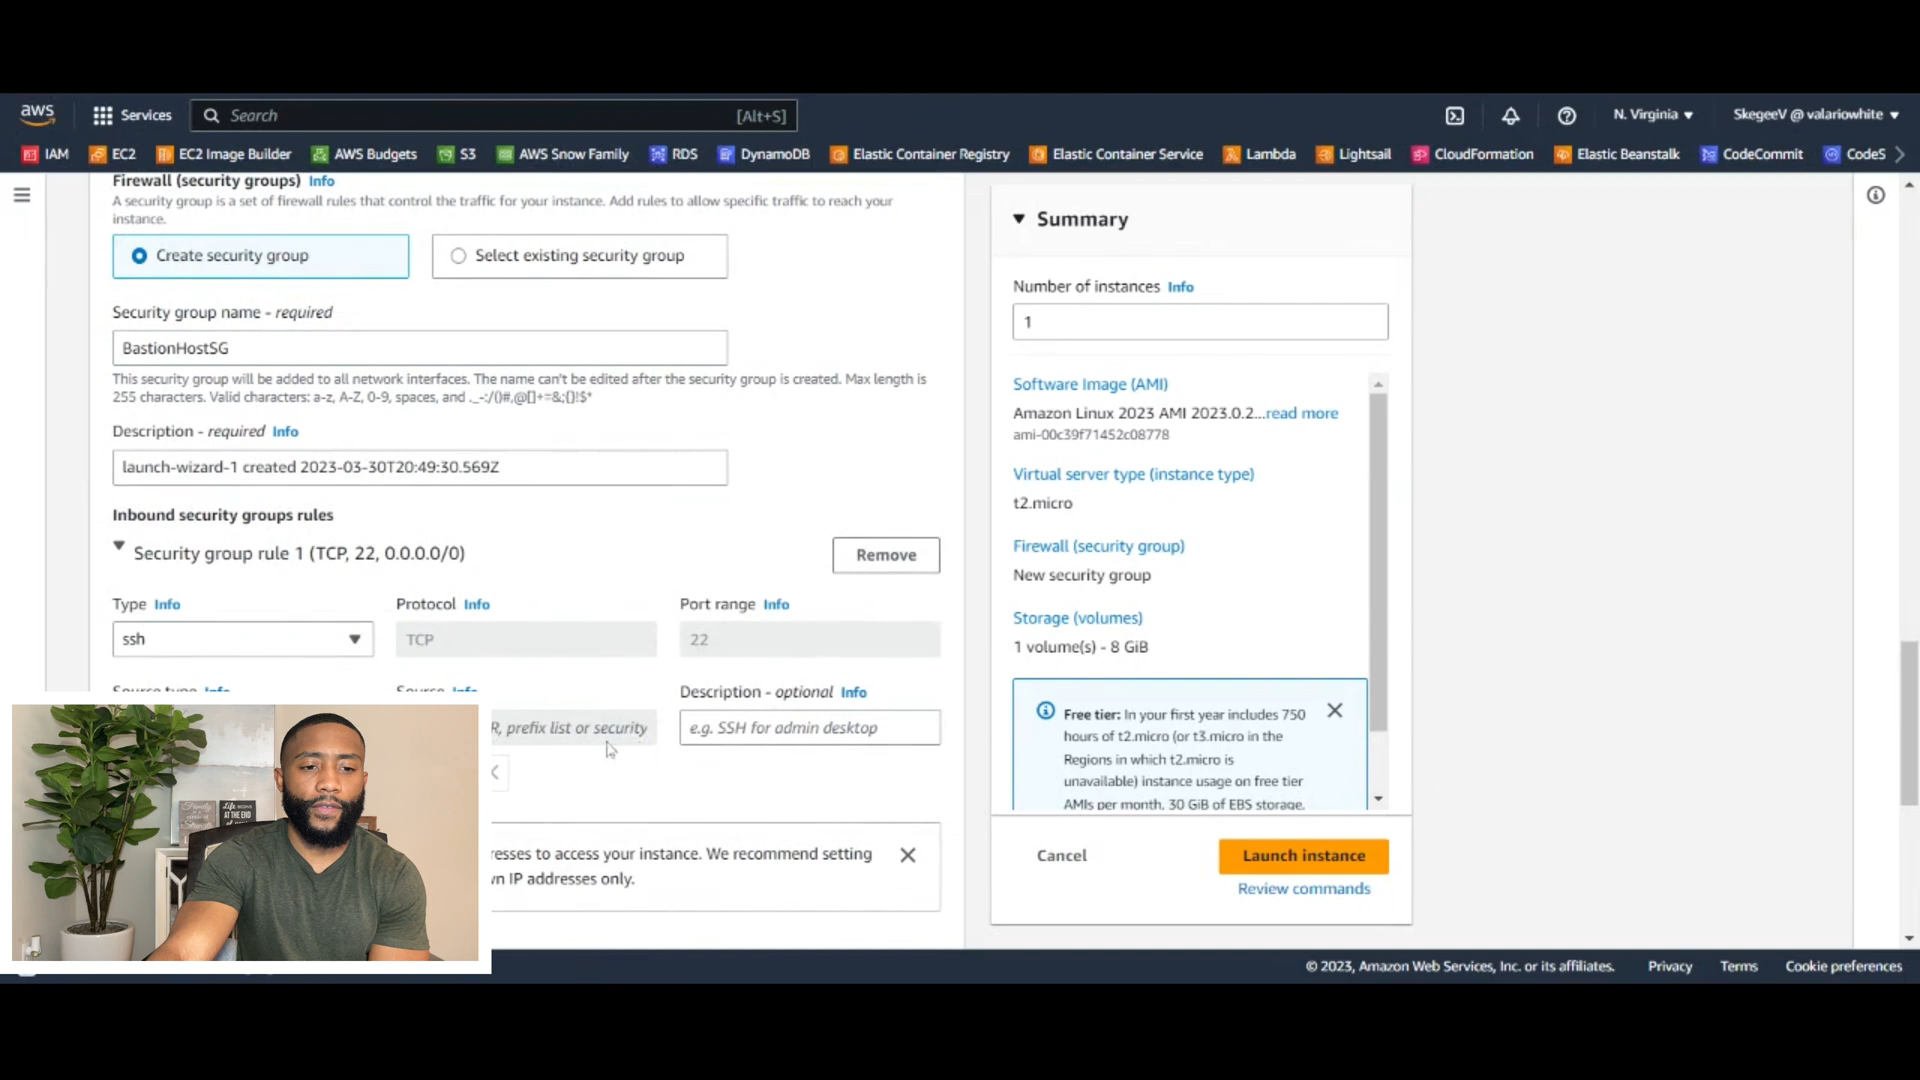 aws
Services
Search
[Alt+S]
N. Virginia
SkegeeV @ valariowhite
IAM
EC2
EC2 Image Builder
AWS Budgets
S3
AWS Snow Family
RDS
DynamoDB
Elastic Container Registry
Elastic Container Service
Lambda
Lightsail
CloudFormation
Elastic Beanstalk
CodeCommit
CodeS
Firewall (security groups) Info
A security group is a set of firewall rules that control the traffic for your instance. Add rules to allow specific traffic to reach your
instance.
Create security group
Select existing security group
Security group name - required
BastionHostSG
This security group will be added to all network interfaces. The name can't be edited after the security group is created. Max length is
255 characters. Valid characters: a-z, A-Z, 0-9, spaces, and ._-:/()#,@[]+=&;{}!$*
Description - required Info
launch-wizard-1 created 2023-03-30T20:49:30.569Z
Inbound security groups rules
Security group rule 1 (TCP, 22, 0.0.0.0/0)
Remove
Type Info
Protocol Info
Port range Info
ssh
TCP
22
Source type Info
Source Info
Description - optional Info
R, prefix list or security
e.g. SSH for admin desktop
resses to access your instance. We recommend setting
wn IP addresses only.
Summary
Number of instances Info
1
Software Image (AMI)
Amazon Linux 2023 AMI 2023.0.2...read more
ami-00c39f71452c08778
Virtual server type (instance type)
t2.micro
Firewall (security group)
New security group
Storage (volumes)
1 volume(s) - 8 GiB
Free tier: In your first year includes 750
hours of t2.micro (or t3.micro in the
Regions in which t2.micro is
unavailable) instance usage on free tier
AMIs per month, 30 GiB of EBS storage,
Cancel
Launch instance
Review commands
© 2023, Amazon Web Services, Inc. or its affiliates.
Privacy
Terms
Cookie preferences